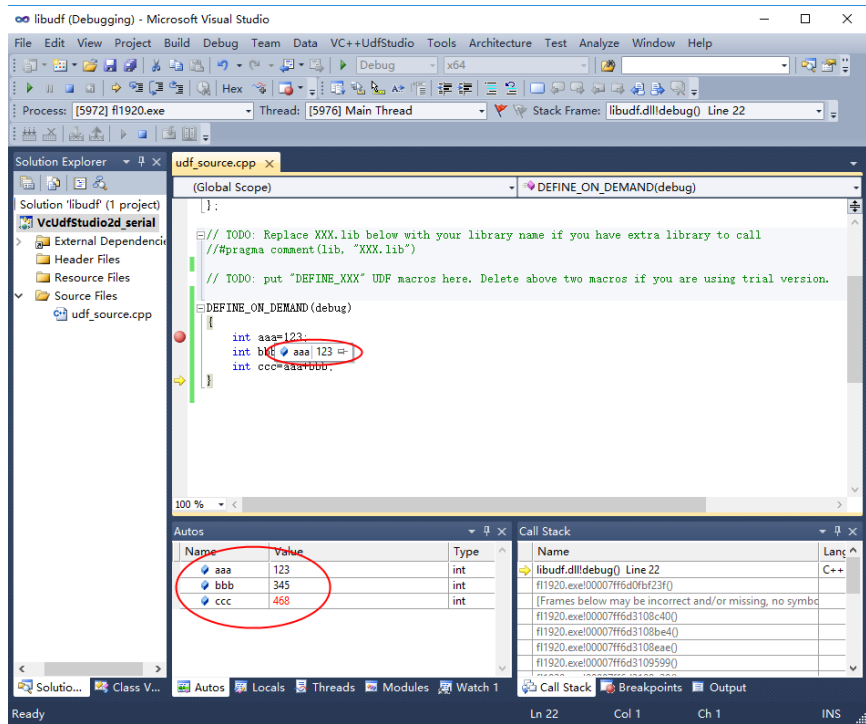 libudf (Debugging) - Microsoft Visual Studio
File Edit View Project Build Debug Team Data VC++UdfStudio Tools Architecture Test Analyze Window Help
Debug x64
Hex
Process: [5972] fl1920.exe Thread: [5976] Main Thread Stack Frame: libudf.dll!debug() Line 22
Solution Explorer
Solution 'libudf' (1 project)
VcUdfStudio2d_serial
External Dependencie
Header Files
Resource Files
Source Files
udf_source.cpp
udf_source.cpp
(Global Scope) DEFINE_ON_DEMAND(debug)
};
// TODO: Replace XXX.lib below with your library name if you have extra library to call
//#pragma comment(lib, "XXX.lib")
// TODO: put "DEFINE_XXX" UDF macros here. Delete above two macros if you are using trial version.
DEFINE_ON_DEMAND(debug)
{
int aaa=123;
int bbb aaa 123
int ccc=aaa+bbb;
}
100 %
Autos
Name Value Type
aaa 123 int
bbb 345 int
ccc 468 int
Call Stack
Name Lang
libudf.dll!debug() Line 22 C++
fl1920.exe!00007ff6d0fbf23f()
[Frames below may be incorrect and/or missing, no symbo
fl1920.exe!00007ff6d3108c40()
fl1920.exe!00007ff6d3108be4()
fl1920.exe!00007ff6d3108eae()
fl1920.exe!00007ff6d3109599()
Solutio... Class V...
Autos Locals Threads Modules Watch 1
Call Stack Breakpoints Output
Ready Ln 22 Col 1 Ch 1 INS